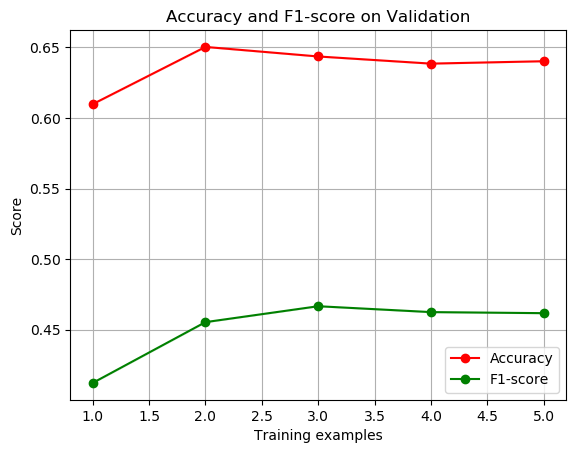 Accuracy and F1-score on Validation
0.65
0.60
0.55
0.50
0.45
Score
1.0 1.5 2.0 2.5 3.0 3.5 4.0 4.5 5.0
Training examples
Accuracy
F1-score